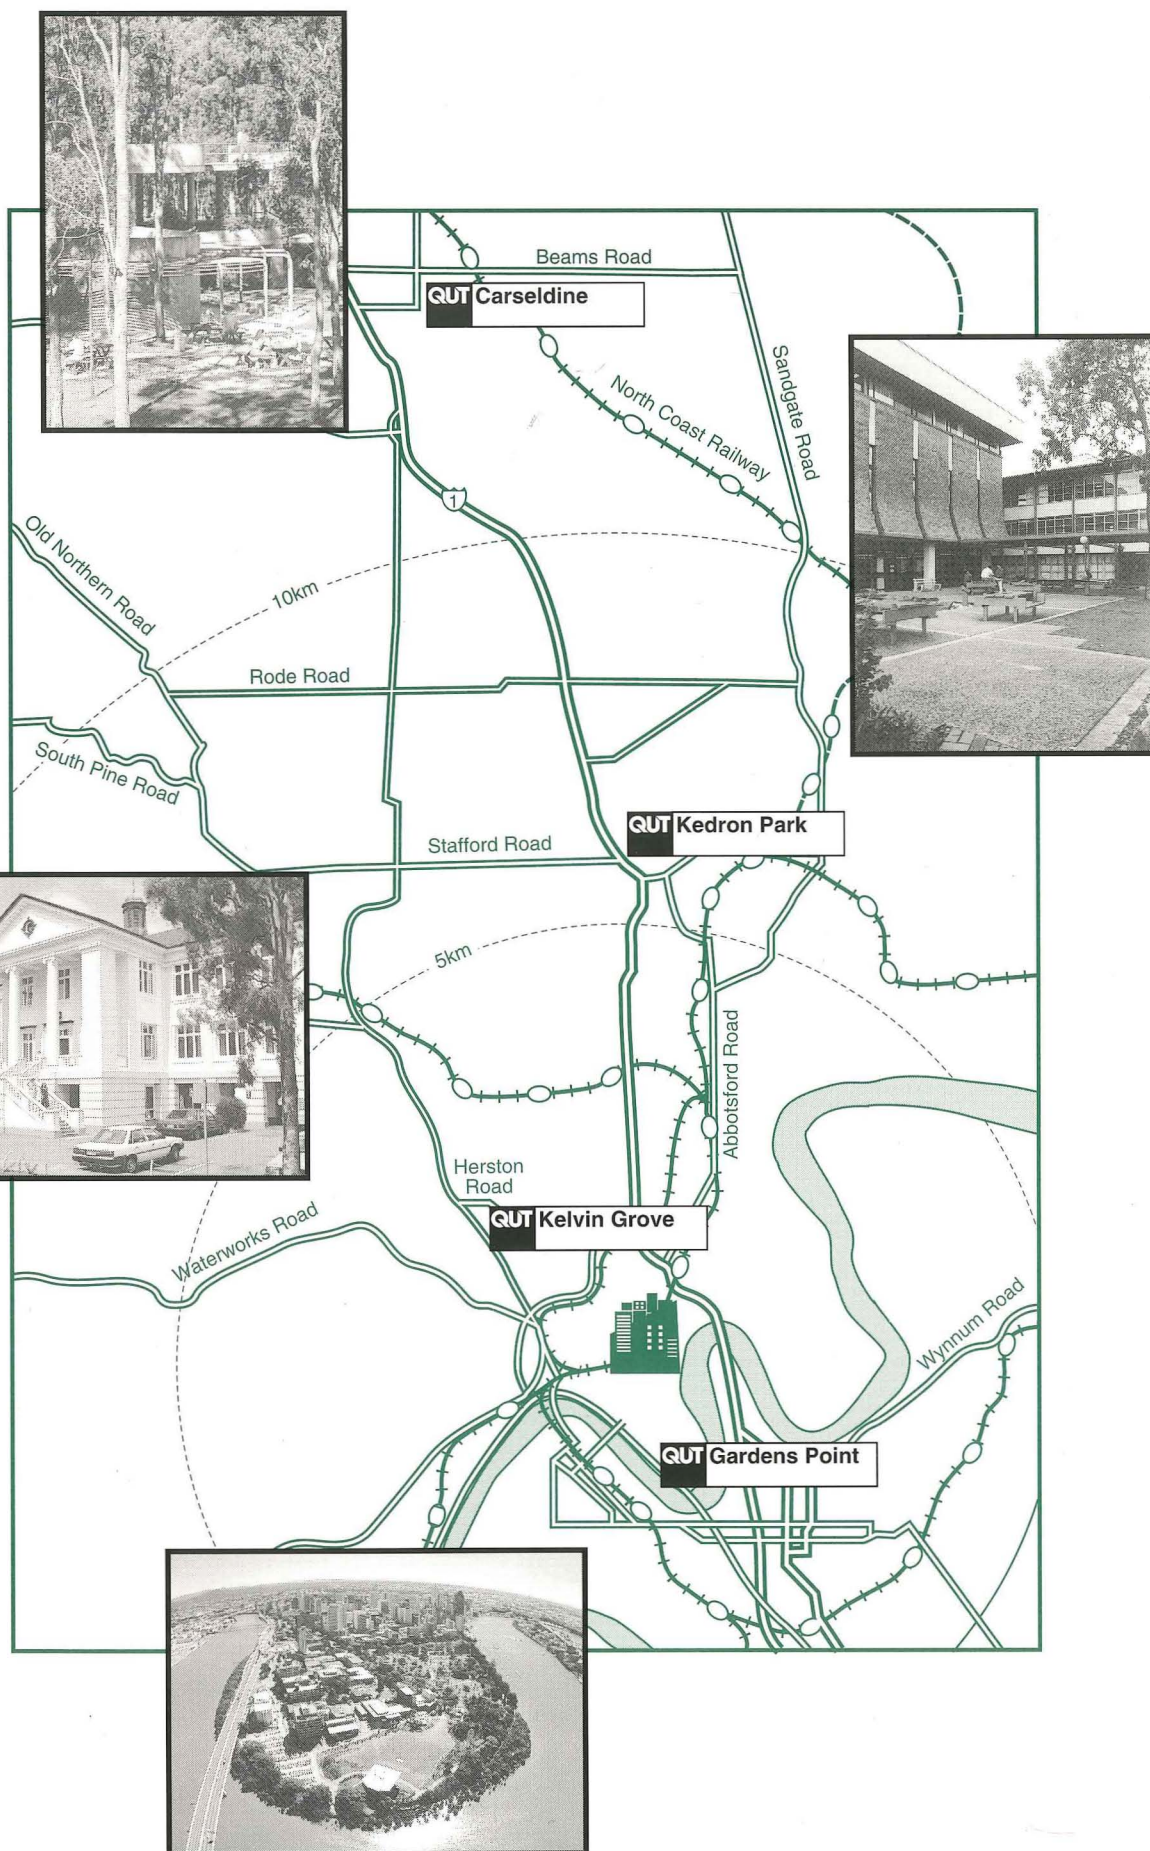 Beams Road
QUT Carseldine
Sandgate Road
North Coast Railway
1
Old Northern Road
10km
Rode Road
South Pine Road
QUT Kedron Park
Stafford Road
5km
Abbotsford Road
Herston
Road
QUT Kelvin Grove
Waterworks Road
Wynnum Road
QUT Gardens Point